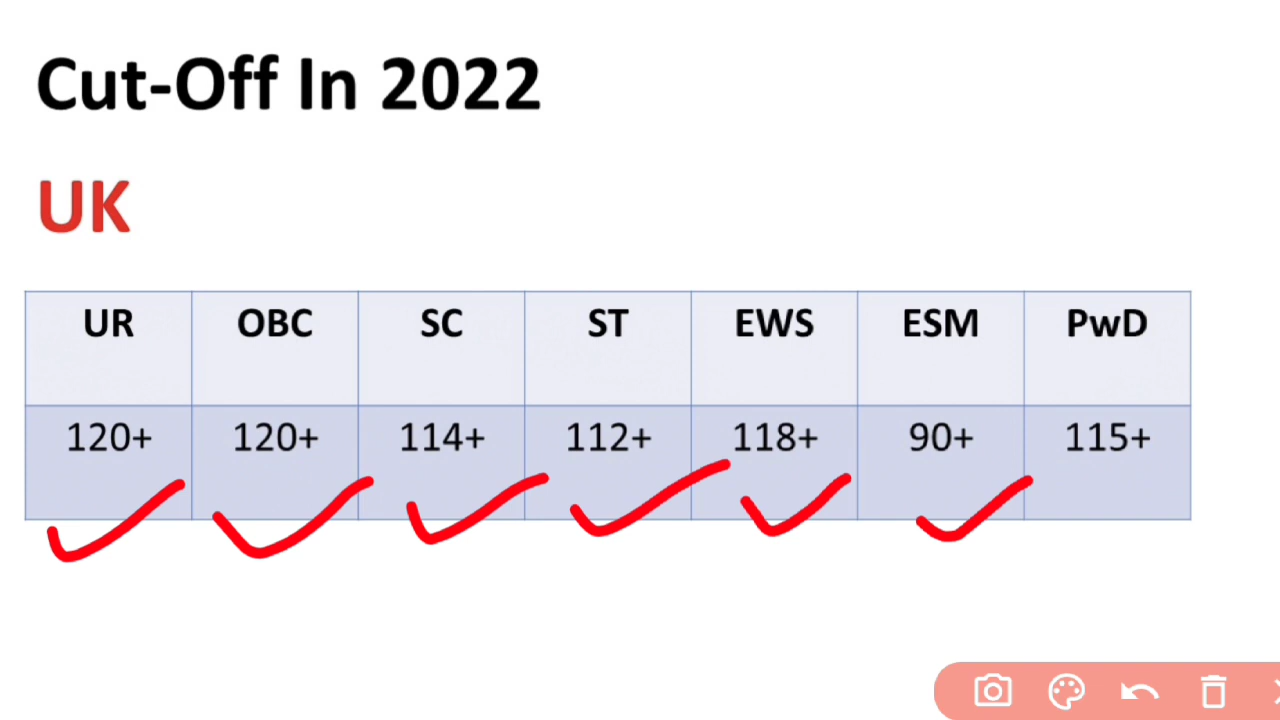 Cut-Off In 2022
UK
UR OBC SC ST EWS ESM PwD
120+ 120+ 114+ 112+ 118+ 90+ 115+